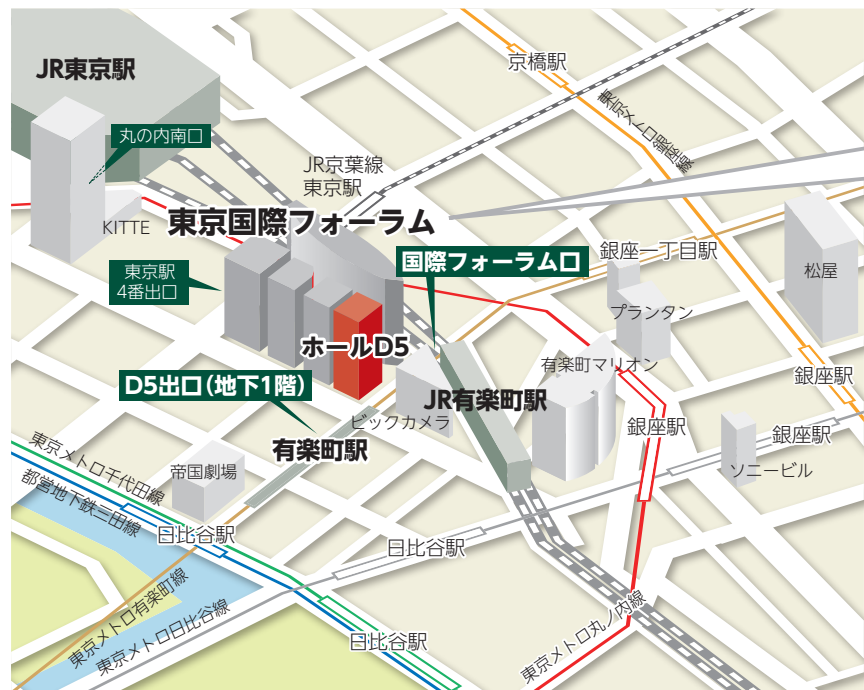 JR東京駅
京橋駅
東京メトロ銀座線
丸の内南口
JR京葉線
東京駅
KITTE
東京国際フォーラム
国際フォーラム口
銀座一丁目駅
松屋
東京駅
4番出口
プランタン
ホールD5
有楽町マリオン
D5出口(地下1階)
JR有楽町駅
銀座駅
ビックカメラ
銀座駅
銀座駅
有楽町駅
ソニービル
帝国劇場
東京メトロ千代田線
都営地下鉄三田線
日比谷駅
日比谷駅
東京メトロ有楽町線
東京メトロ日比谷線
日比谷駅
東京メトロ丸ノ内線